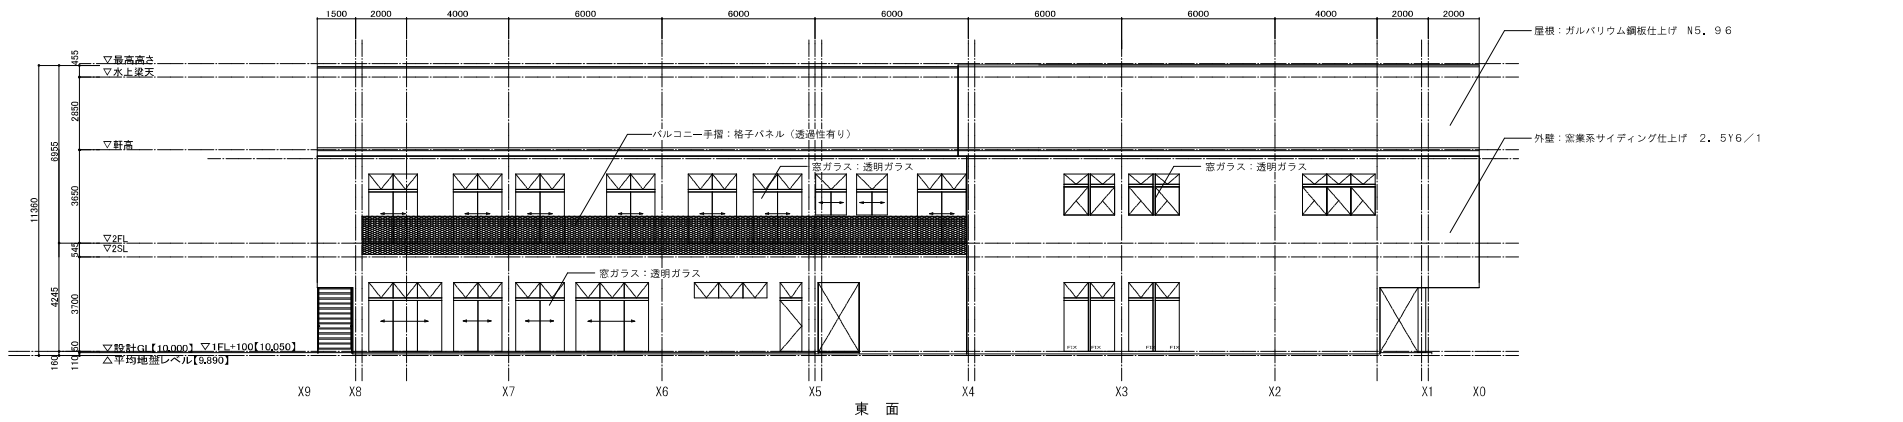 1500 2000 4000 6000 6000 6000 6000 6000 4000 2000 2000
屋根：ガルバリウム鋼板仕上げ　N5．96
▽最高高さ
▽水上梁天
455
2850
バルコニー手摺：格子パネル（透過性有り）
外壁：窯業系サイディング仕上げ　2．5Y6／1
▽軒高
6955
窓ガラス：透明ガラス
窓ガラス：透明ガラス
3650
11360
▽2FL
▽2SL
545
窓ガラス：透明ガラス
4245
3700
▽設計GL【10,000】 ▽1FL+100【10,050】
△平均地盤レベル【9,890】
160
110
50
FIX FIX FIX
X9 X8 X7 X6 X5 X4 X3 X2 X1 X0
東　面